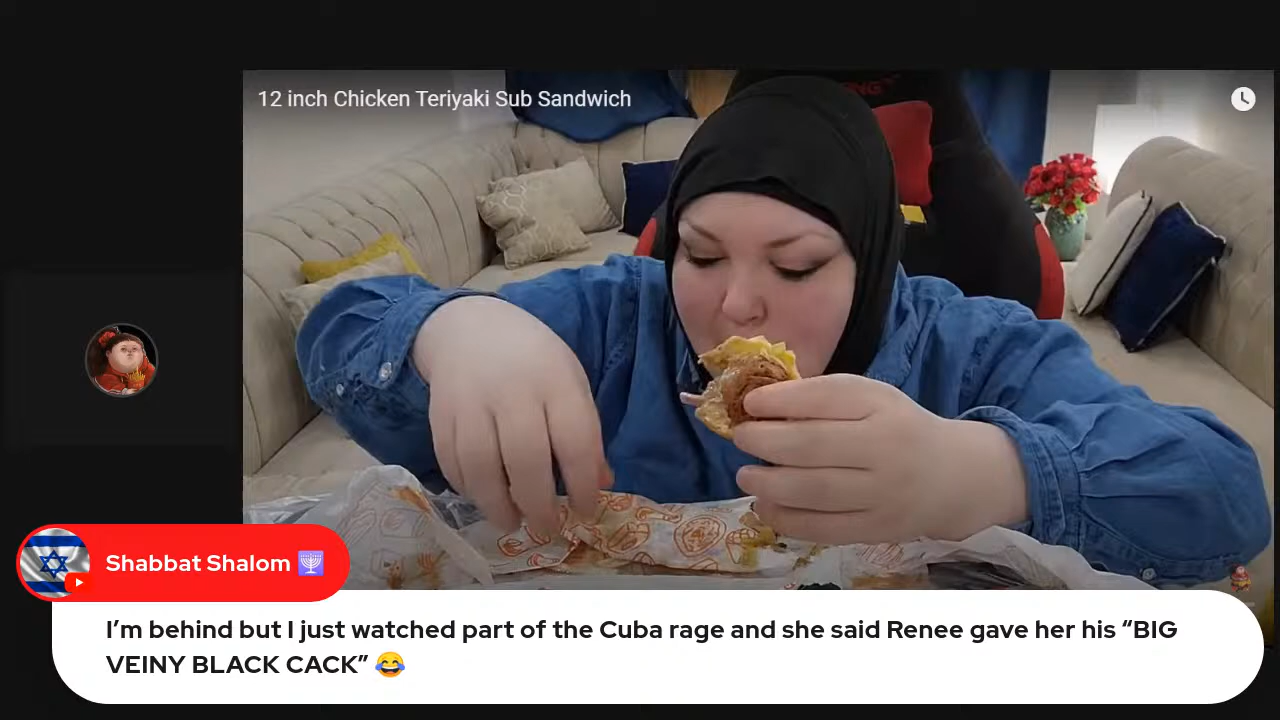 12 inch Chicken Teriyaki Sub Sandwich
NG
Shabbat Shalom 🕎
I’m behind but I just watched part of the Cuba rage and she said Renee gave her his “BIG
VEINY BLACK CACK” 😂